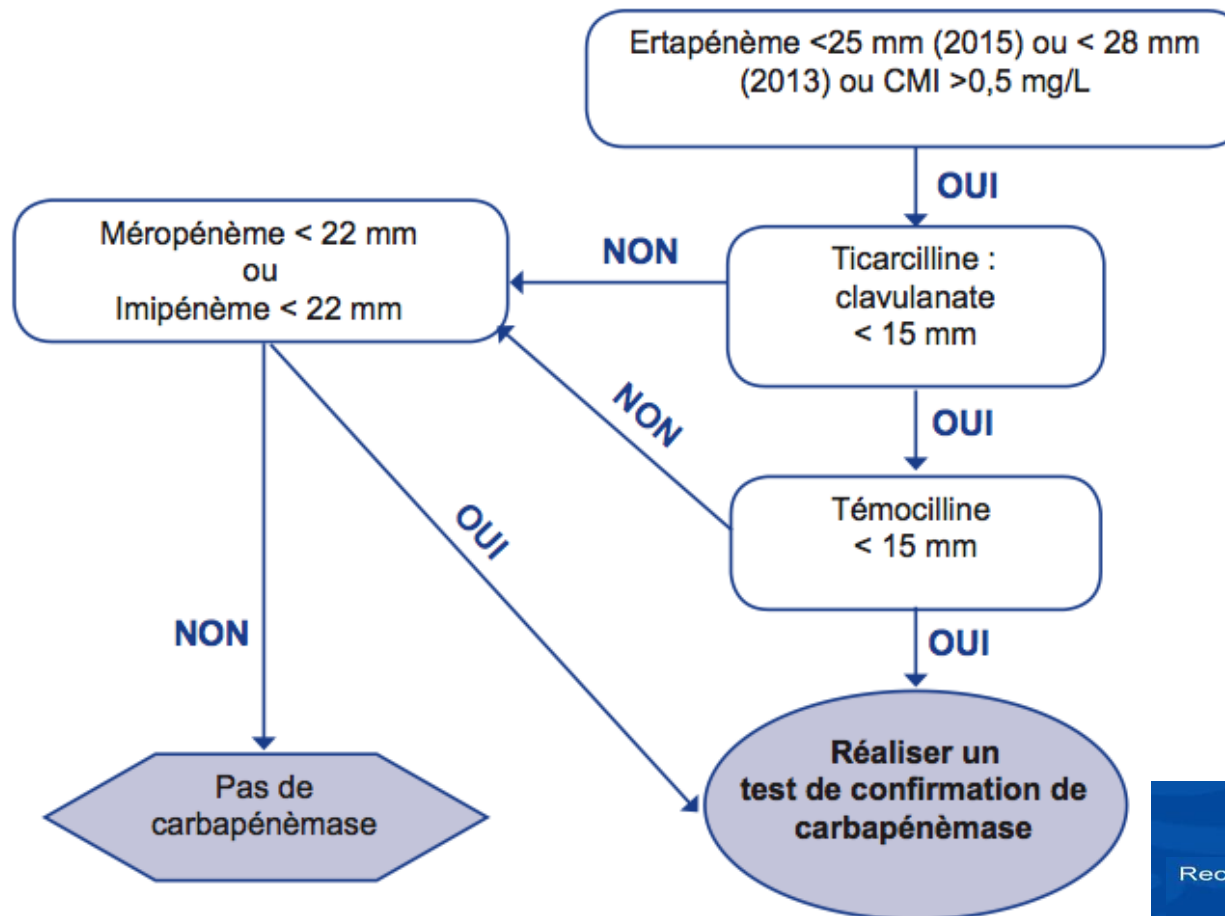 Ertapénème <25 mm (2015) ou < 28 mm
(2013) ou CMI >0,5 mg/L
OUI
Méropénème < 22 mm
ou
Imipénème < 22 mm
NON
Ticarcilline :
clavulanate
< 15 mm
NON
OUI
Témocilline
< 15 mm
OUI
NON
OUI
Pas de
carbapénèmase
Réaliser un
test de confirmation de
carbapénèmase
Rec